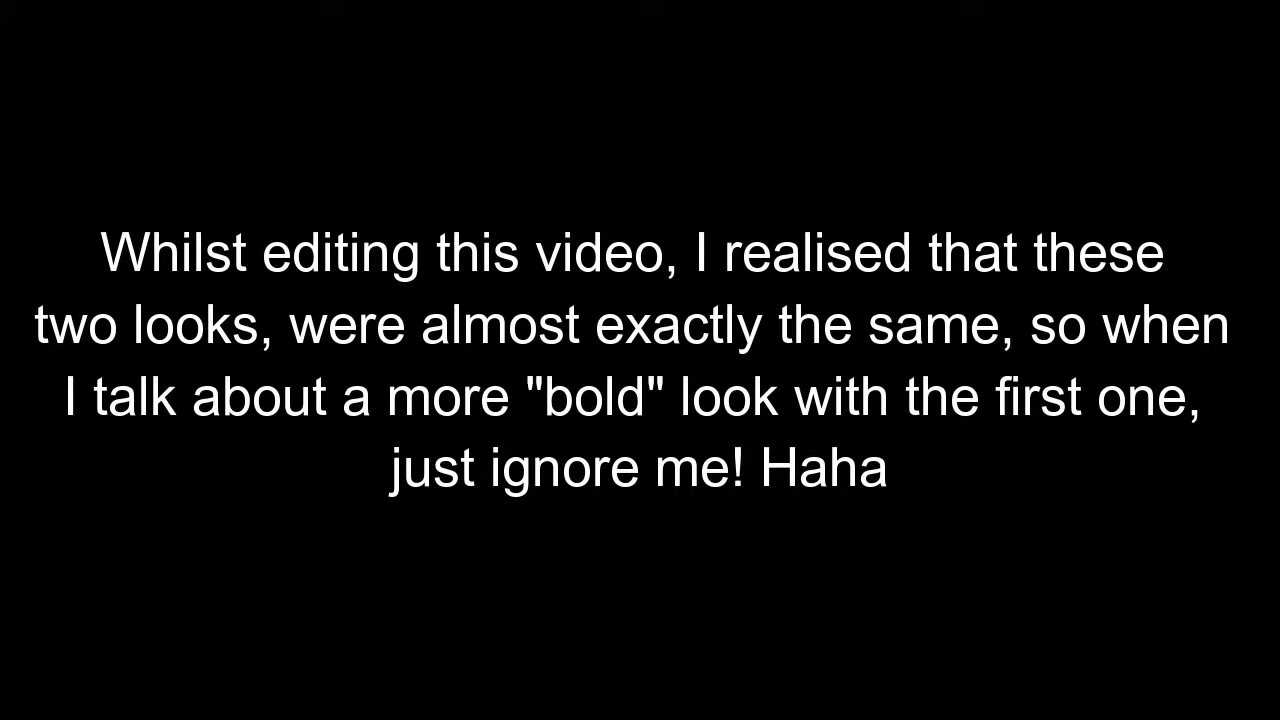 Whilst editing this video, I realised that these
two looks, were almost exactly the same, so when
I talk about a more "bold" look with the first one,
just ignore me! Haha